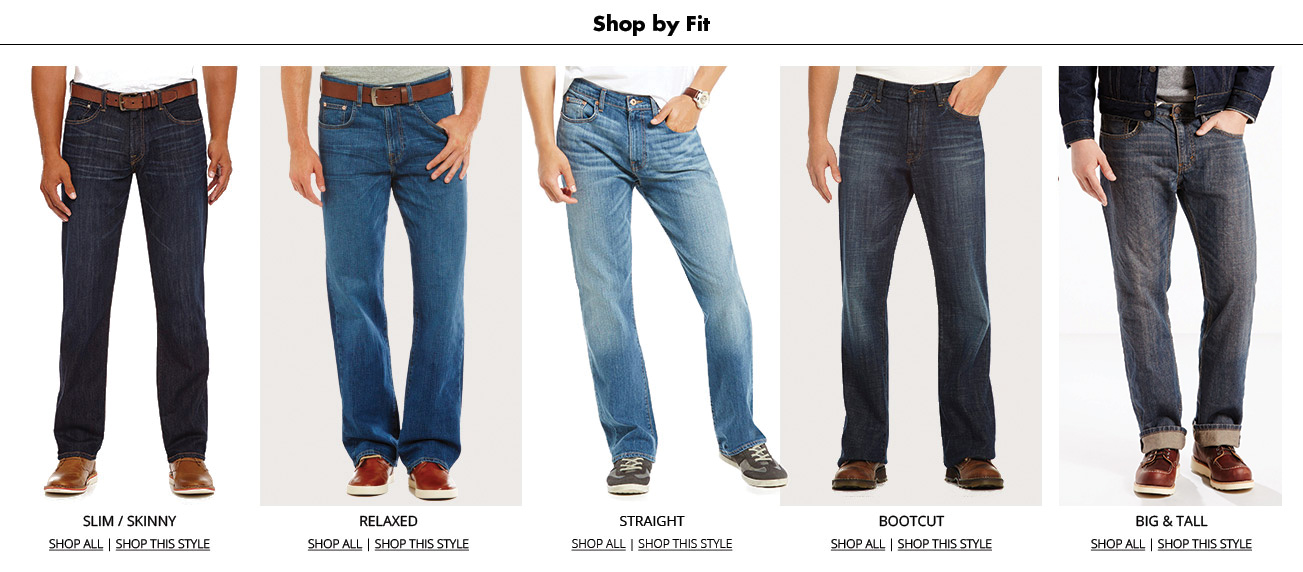 Shop by Fit
SLIM / SKINNY
SHOP ALL | SHOP THIS STYLE
RELAXED
SHOP ALL | SHOP THIS STYLE
STRAIGHT
SHOP ALL | SHOP THIS STYLE
BOOTCUT
SHOP ALL | SHOP THIS STYLE
BIG & TALL
SHOP ALL | SHOP THIS STYLE